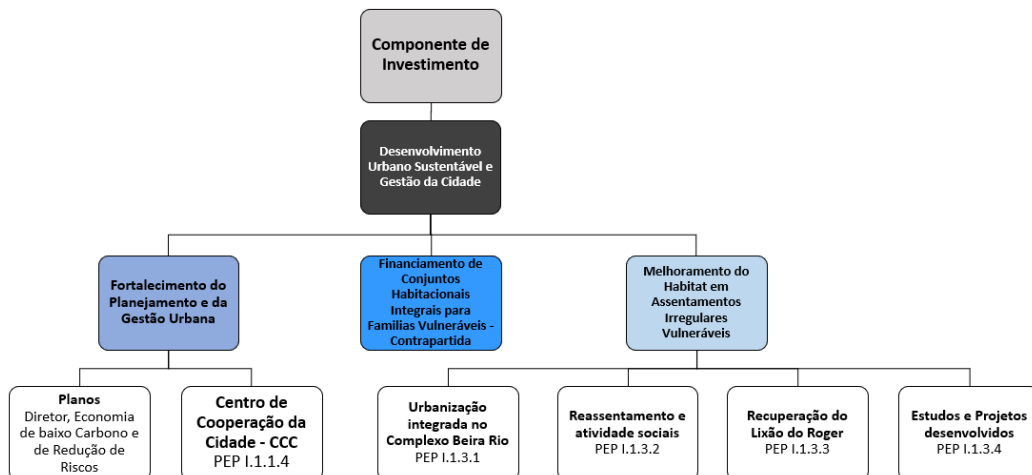 Componente de
Investimento
Desenvolvimento
Urbano Sustentável e
Gestão da Cidade
Fortalecimento do
Planejamento e da
Gestão Urbana
Financiamento de
Conjuntos
Habitacionais
Integrais para
Familias Vulneráveis -
Contrapartida
Melhoramento do
Habitat em
Assentamentos
Irregulares
Vulneráveis
Planos
Diretor, Economia
de baixo Carbono e
de Redução de
Riscos
Centro de
Cooperação da
Cidade - CCC
PEP I.1.1.4
Urbanização
integrada no
Complexo Beira Rio
PEP I.1.3.1
Reassentamento e
atividade sociais
PEP I.1.3.2
Recuperação do
Lixão do Roger
PEP I.1.3.3
Estudos e Projetos
desenvolvidos
PEP I.1.3.4